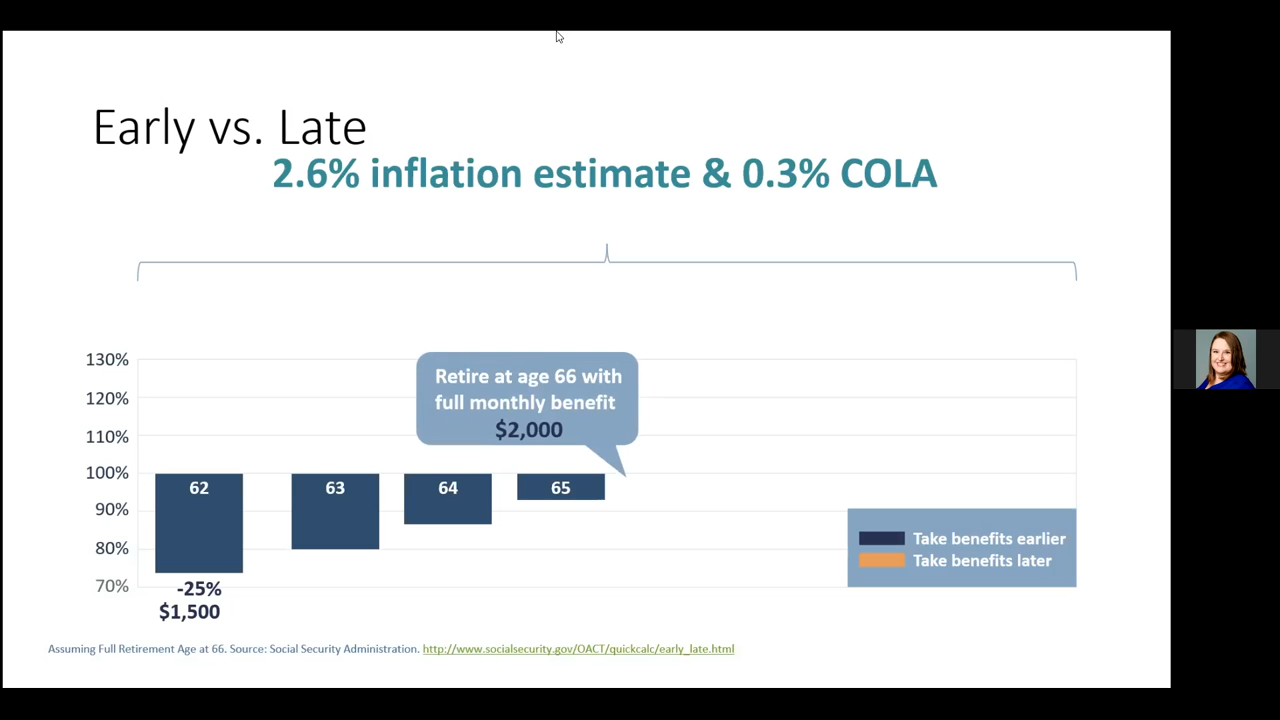 Early vs. Late
2.6% inflation estimate & 0.3% COLA
130%
120%
110%
100%
90%
80%
70%
Retire at age 66 with
full monthly benefit
$2,000
62
63
64
65
-25%
$1,500
Take benefits earlier
Take benefits later
Assuming Full Retirement Age at 66. Source: Social Security Administration. http://www.socialsecurity.gov/OACT/quickcalc/early_late.html